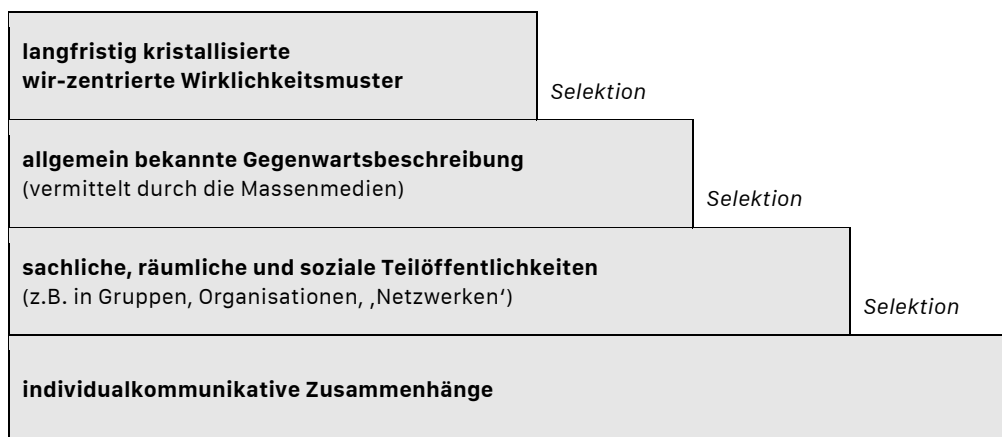 langfristig kristallisierte
wir-zentrierte Wirklichkeitsmuster
Selektion
allgemein bekannte Gegenwartsbeschreibung
(vermittelt durch die Massenmedien)
Selektion
sachliche, räumliche und soziale Teilöffentlichkeiten
(z.B. in Gruppen, Organisationen, ‚Netzwerken‘)
Selektion
individualkommunikative Zusammenhänge